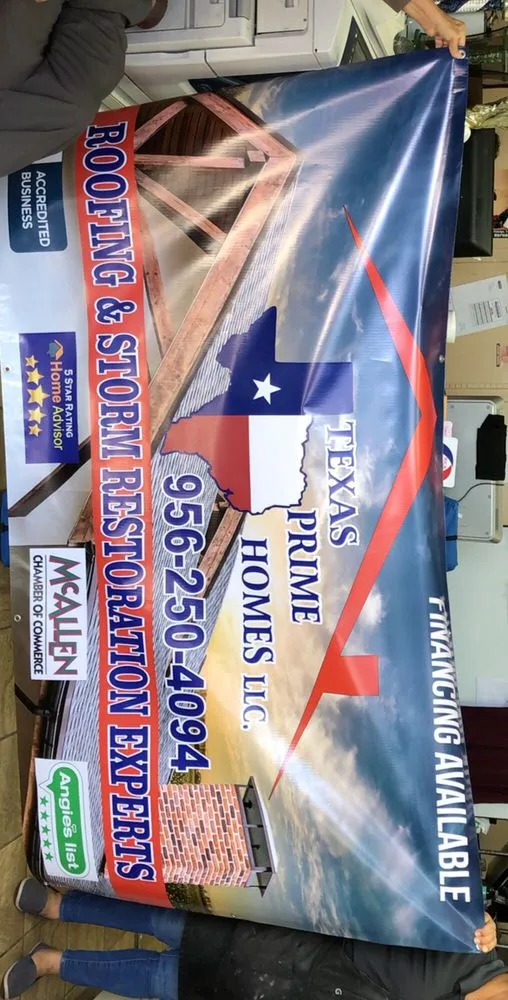 FINANCING AVAILABLE
TEXAS
PRIME
HOMES LLC.
956-250-4094
ROOFING & STORM RESTORATION EXPERTS
ACCREDITED
BUSINESS
5 STAR RATING
HomeAdvisor
MCALLEN
CHAMBER OF COMMERCE
Angie's list